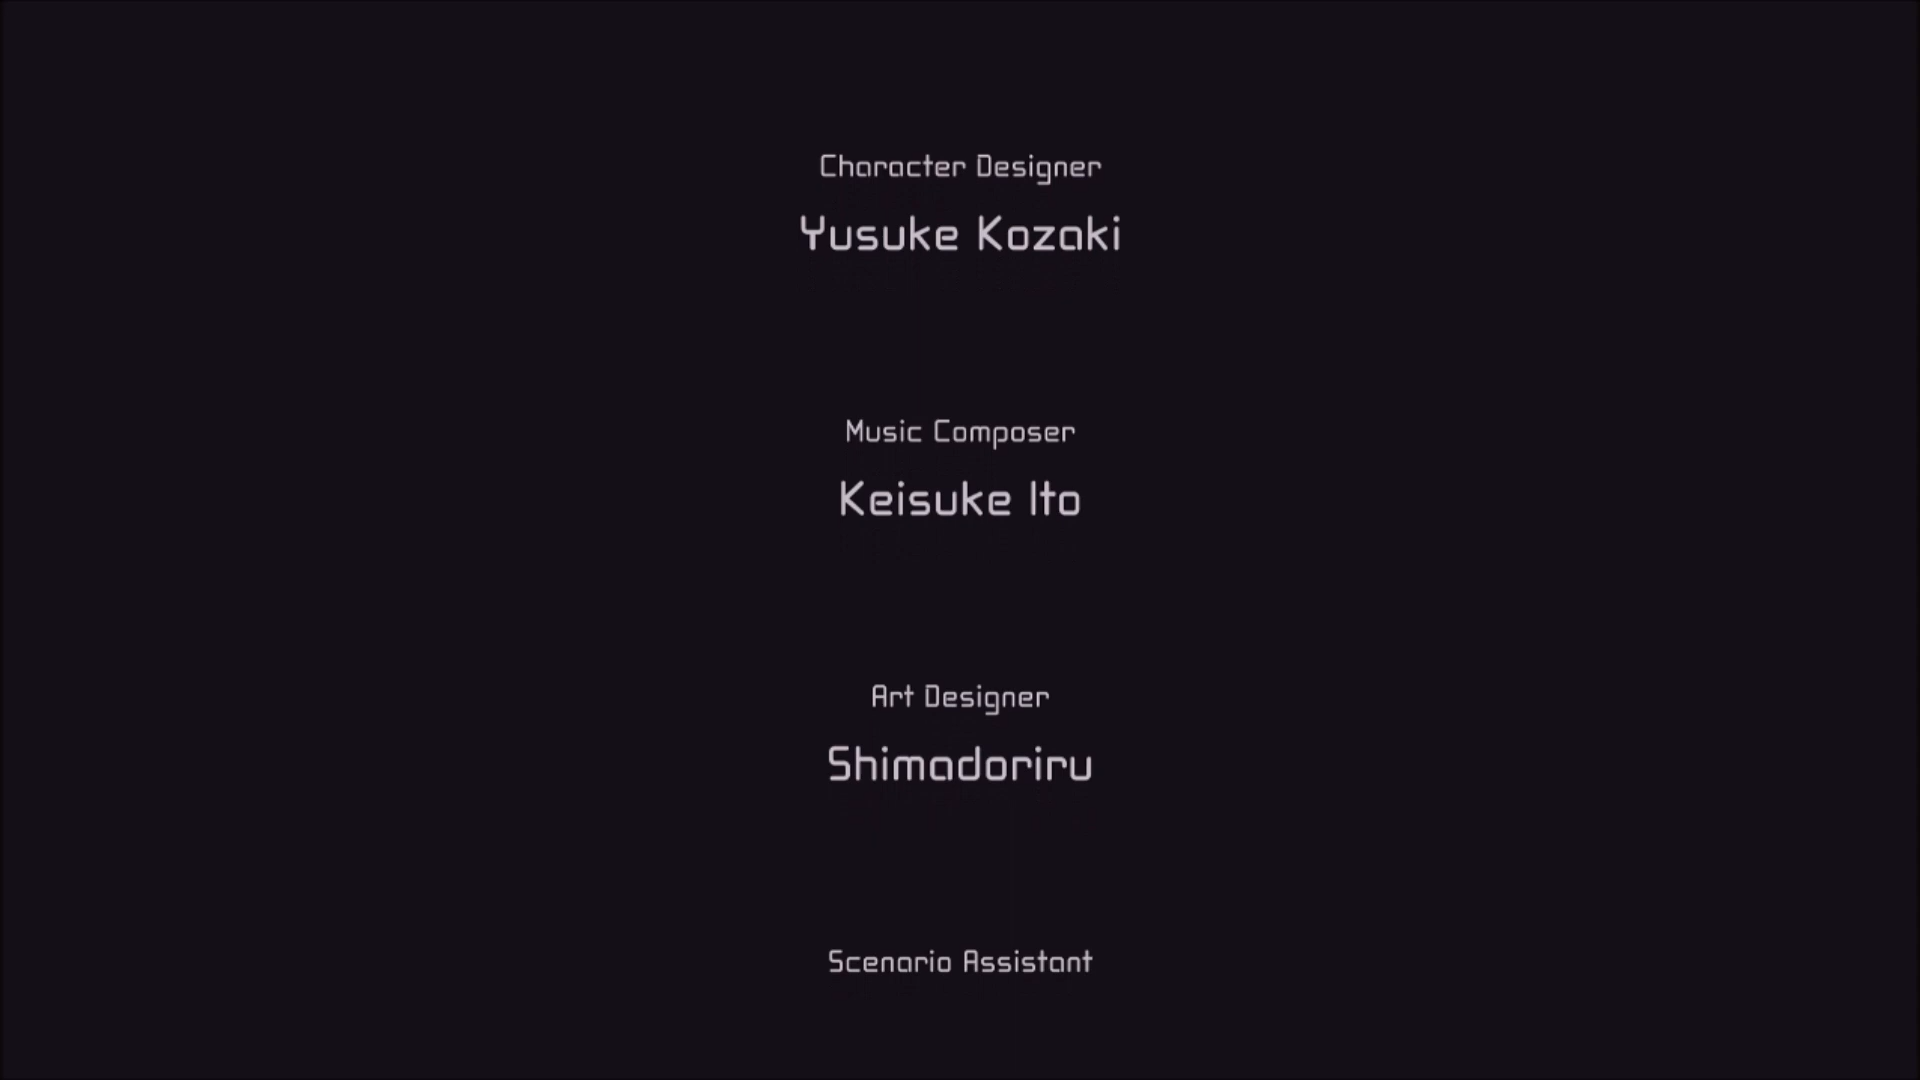 Character Designer
Yusuke Kozaki
Music Composer
Keisuke Ito
Art Designer
Shimadoriru
Scenario Assistant